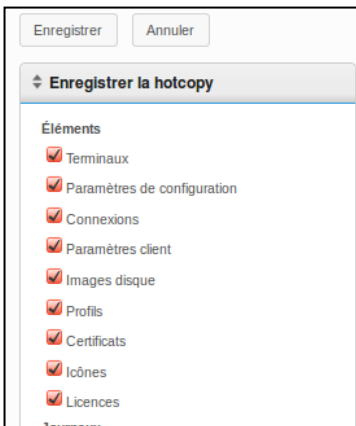 Enregistrer Annuler
Enregistrer la hotcopy
Éléments
Terminaux
Paramètres de configuration
Connexions
Paramètres client
Images disque
Profils
Certificats
Icônes
Licences